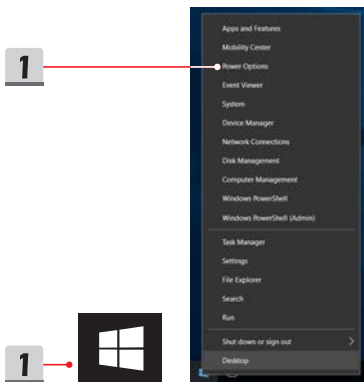 1
Apps and Features
Mobility Center
Power Options
Event Viewer
System
Device Manager
Network Connections
Disk Management
Computer Management
Windows PowerShell
Windows PowerShell (Admin)
Task Manager
Settings
File Explorer
Search
Run
Shut down or sign out
Desktop
1